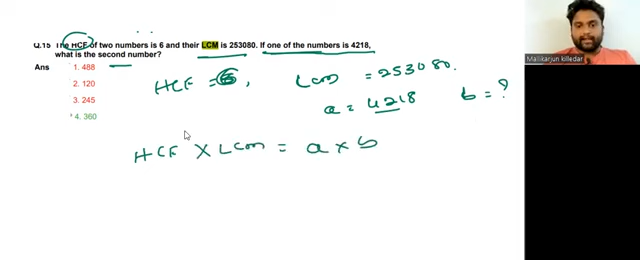 Q.15 The HCF of two numbers is 6 and their LCM is 253080. If one of the numbers is 4218,
what is the second number?
Ans 1. 488
2. 120
3. 245
* 4. 360
HCF = 6, Lcm = 253080.
a = 4218 b = ?
HCF X Lcm = a x b
Mallikarjun killedar